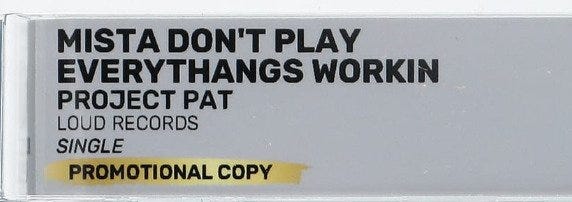 MISTA DON'T PLAY
EVERYTHANGS WORKIN
PROJECT PAT
LOUD RECORDS
SINGLE
PROMOTIONAL COPY